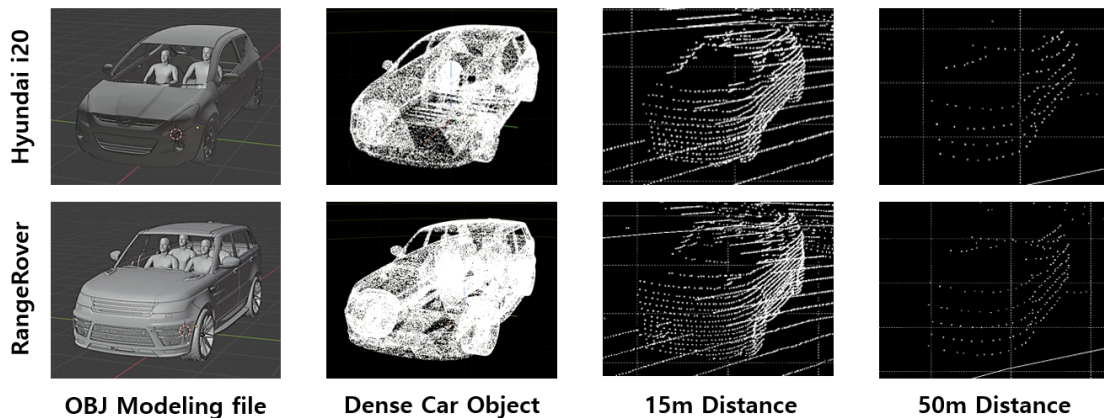 Hyundai i20
RangeRover
OBJ Modeling file
Dense Car Object
15m Distance
50m Distance